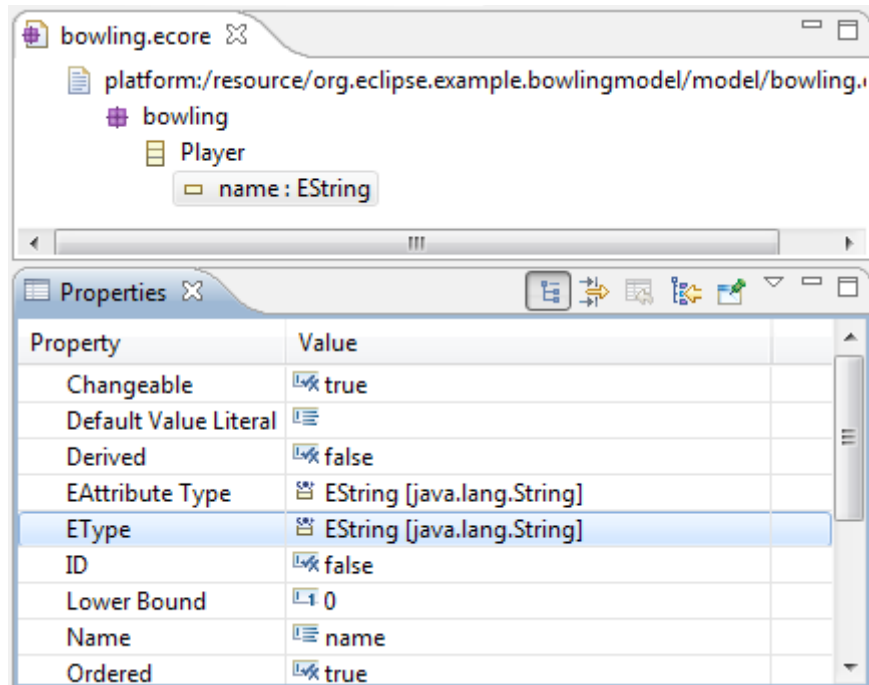 bowling.ecore
platform:/resource/org.eclipse.example.bowlingmodel/model/bowling.
bowling
Player
name : EString
Properties
Property Value
Changeable true
Default Value Literal
Derived false
EAttribute Type EString [java.lang.String]
EType EString [java.lang.String]
ID false
Lower Bound 0
Name name
Ordered true